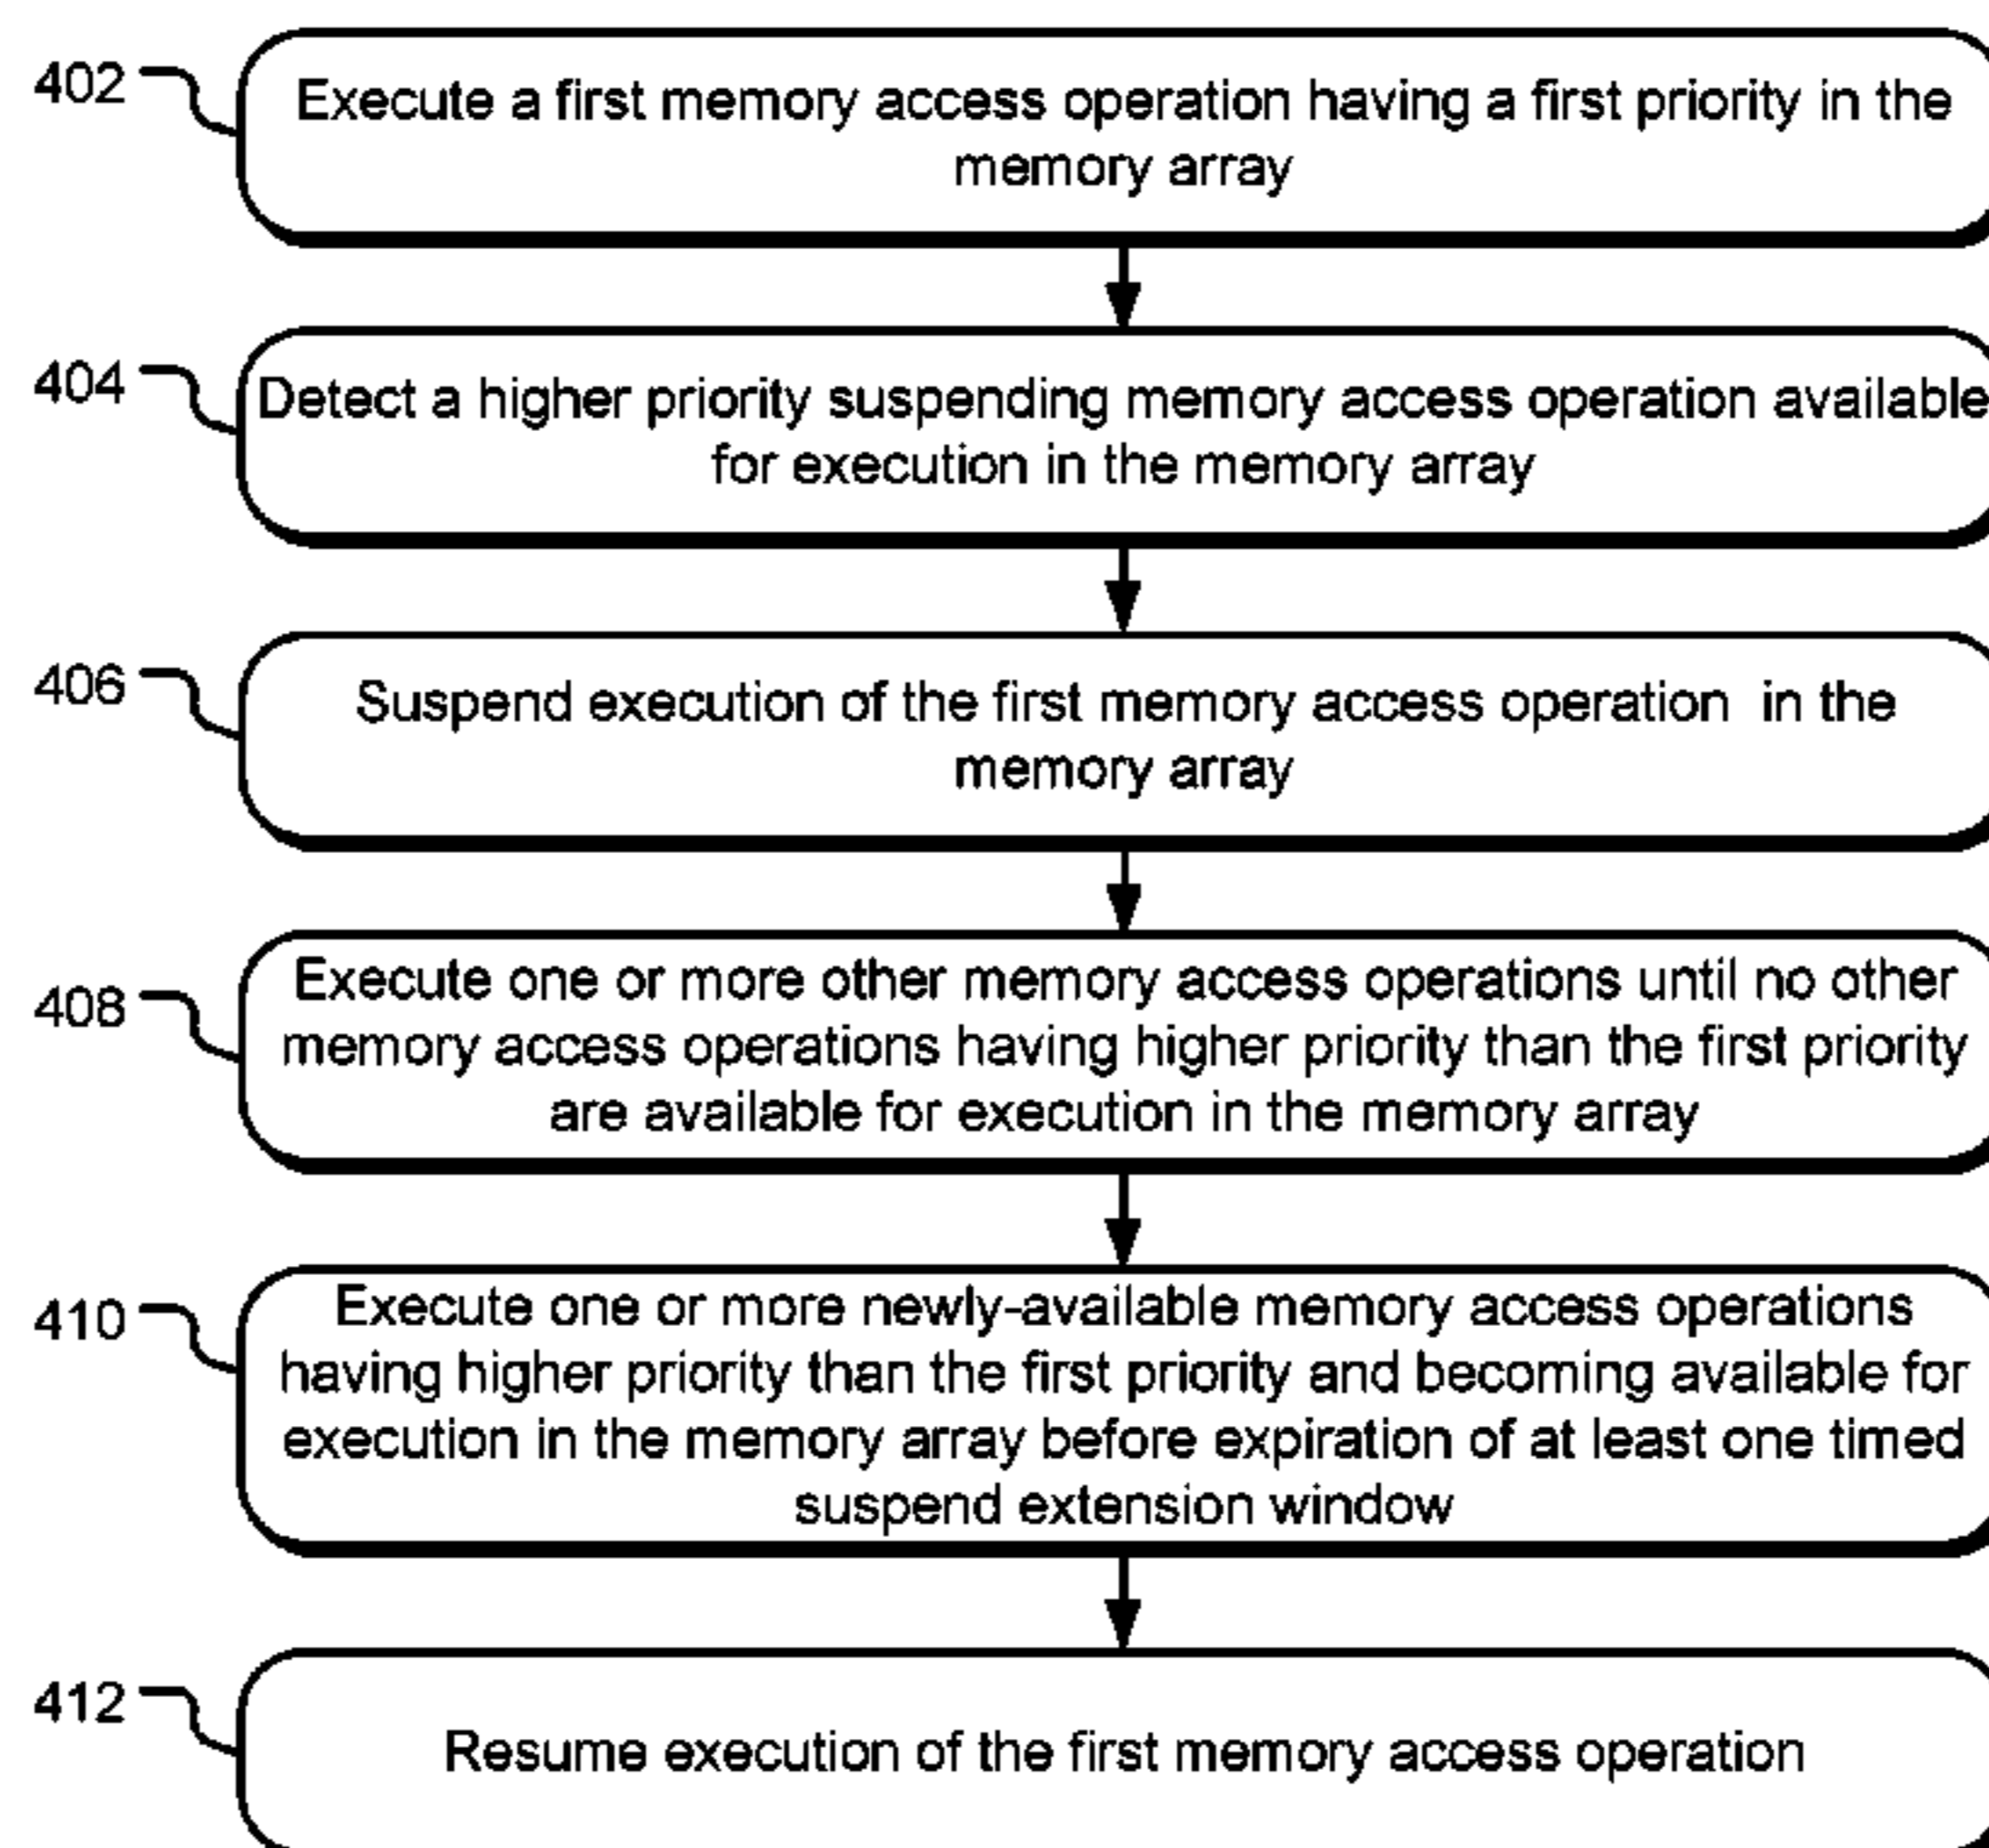 402
Execute a first memory access operation having a first priority in the
memory array
404
Detect a higher priority suspending memory access operation available
for execution in the memory array
406
Suspend execution of the first memory access operation in the
memory array
408
Execute one or more other memory access operations until no other
memory access operations having higher priority than the first priority
are available for execution in the memory array
410
Execute one or more newly-available memory access operations
having higher priority than the first priority and becoming available for
execution in the memory array before expiration of at least one timed
suspend extension window
412
Resume execution of the first memory access operation